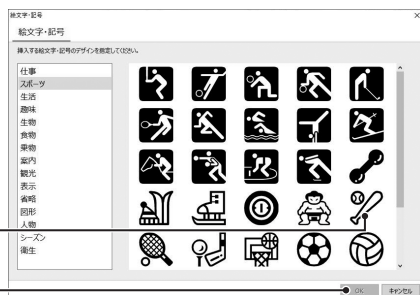 絵文字・記号
絵文字・記号
挿入する絵文字・記号のデザインを指定してください。
仕事
スポーツ
生活
趣味
生物
食物
乗物
案内
観光
表示
省略
図形
人物
シーズン
衛生
OK
キャンセル